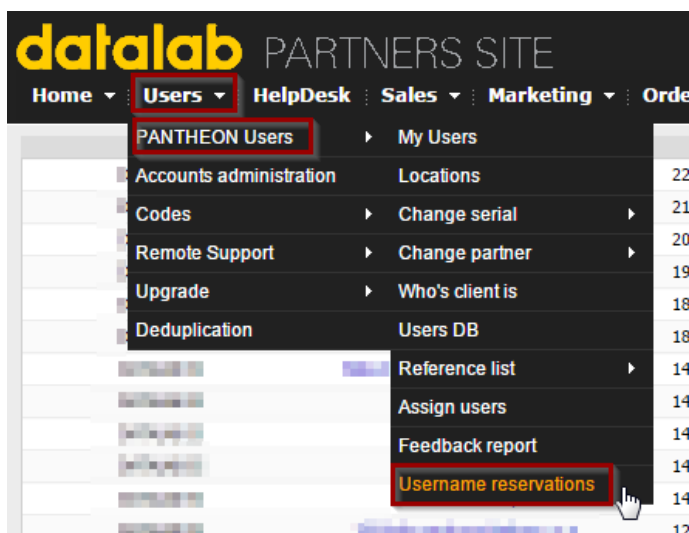 datalab PARTNERS SITE
Home Users HelpDesk Sales Marketing Orde
PANTHEON Users
Accounts administration
Codes
Remote Support
Upgrade
Deduplication
My Users
Locations
Change serial
Change partner
Who's client is
Users DB
Reference list
Assign users
Feedback report
Username reservations
22
21
20
19
18
18
14
14
14
14
14
12